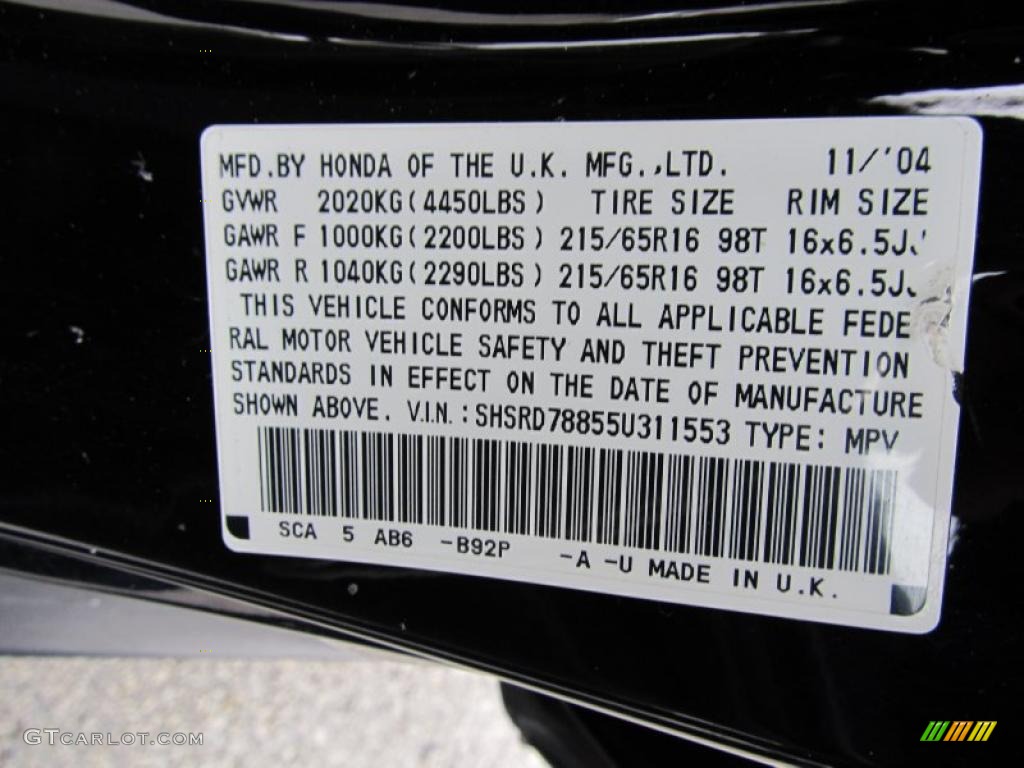 MFD.BY HONDA OF THE U.K. MFG.,LTD. 11/'04
GVWR 2020KG(4450LBS) TIRE SIZE RIM SIZE
GAWR F 1000KG(2200LBS) 215/65R16 98T 16x6.5JJ
GAWR R 1040KG(2290LBS) 215/65R16 98T 16x6.5J
THIS VEHICLE CONFORMS TO ALL APPLICABLE FEDE
RAL MOTOR VEHICLE SAFETY AND THEFT PREVENTION
STANDARDS IN EFFECT ON THE DATE OF MANUFACTURE
SHOWN ABOVE. V.I.N.:SHSRD78855U311553 TYPE: MPV
SCA 5 AB6 -B92P -A -U MADE IN U.K.
GTCARLOT.COM